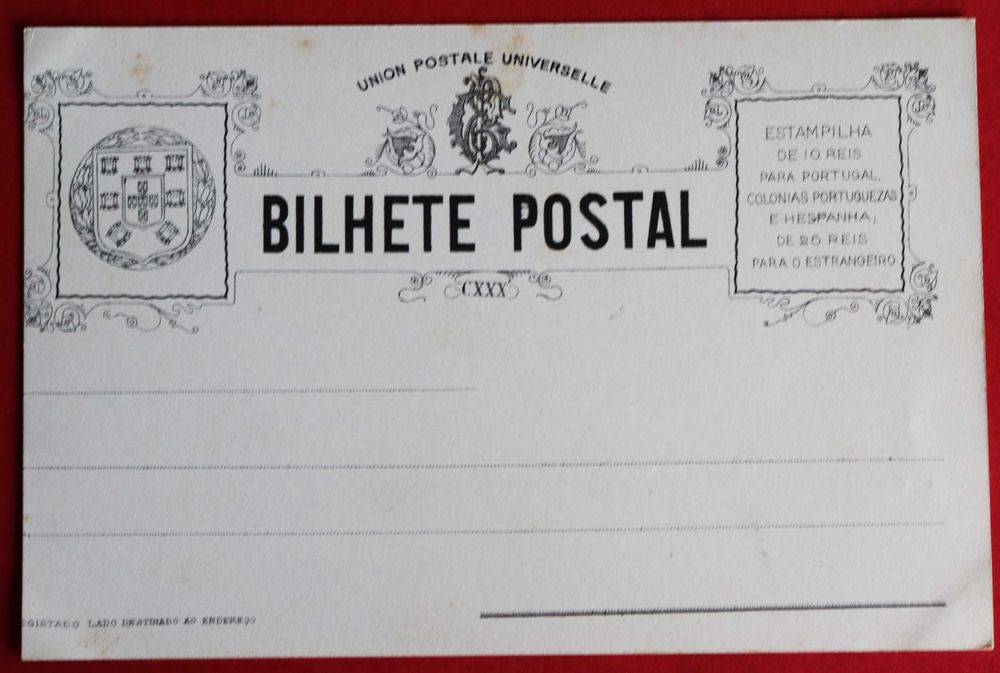 UNION POSTALE UNIVERSELLE
BILHETE POSTAL
CXXX
ESTAMPILHA
DE 10 REIS
PARA PORTUGAL,
COLONIAS PORTUGUEZAS
E HESPANHA;
DE 25 REIS
PARA O ESTRANGEIRO
GISTADO LADO DESTINADO AO ENDEREÇO